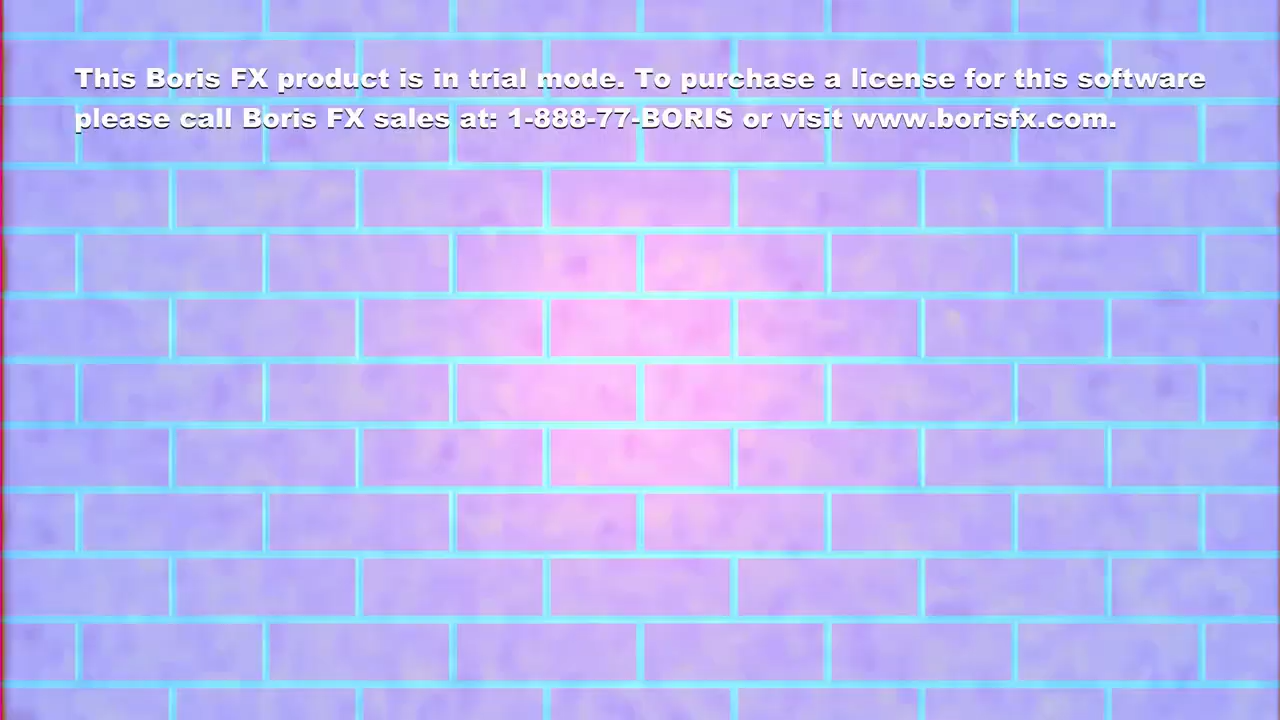 This Boris FX product is in trial mode. To purchase a license for this software
please call Boris FX sales at: 1-888-77-BORIS or visit www.borisfx.com.